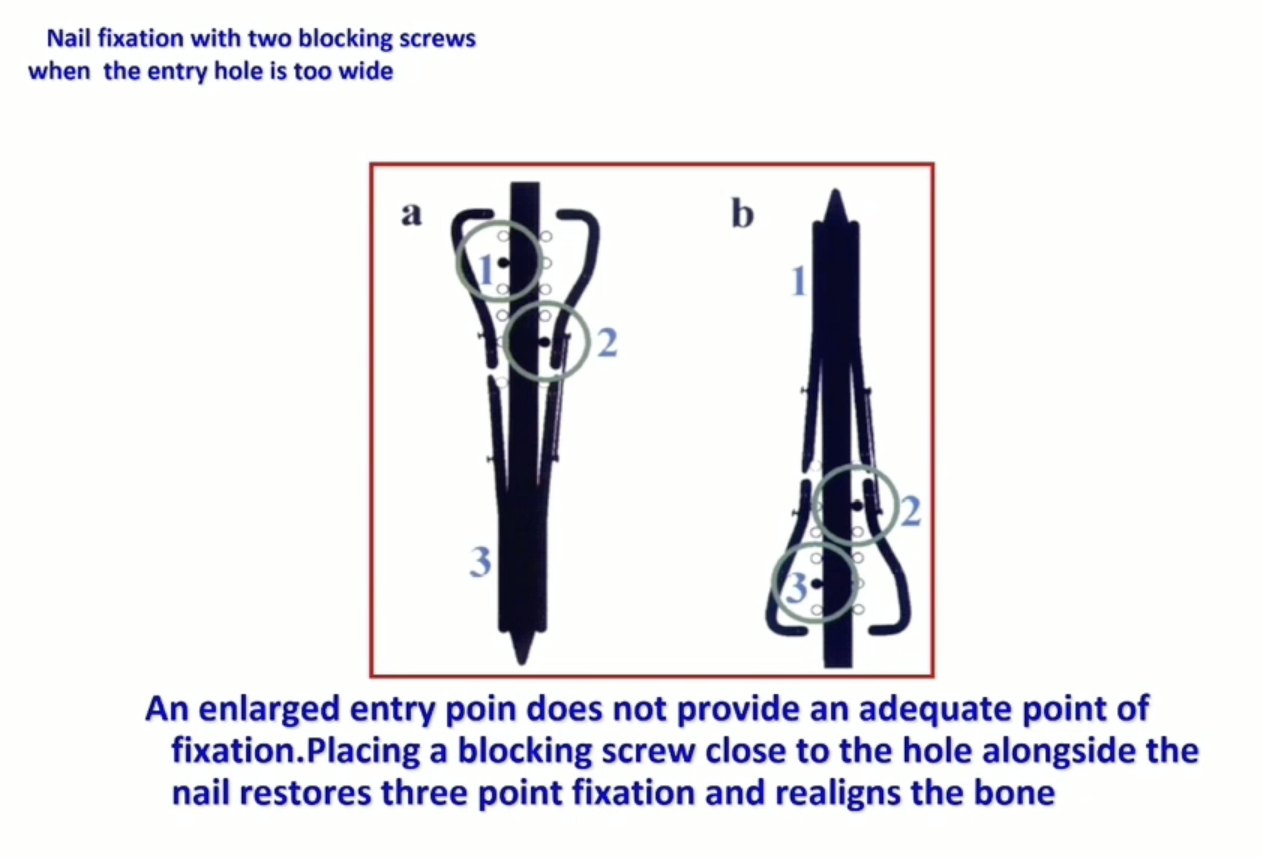 Nail fixation with two blocking screws
when the entry hole is too wide
a
b
1
2
3
1
2
3
An enlarged entry poin does not provide an adequate point of
fixation.Placing a blocking screw close to the hole alongside the
nail restores three point fixation and realigns the bone